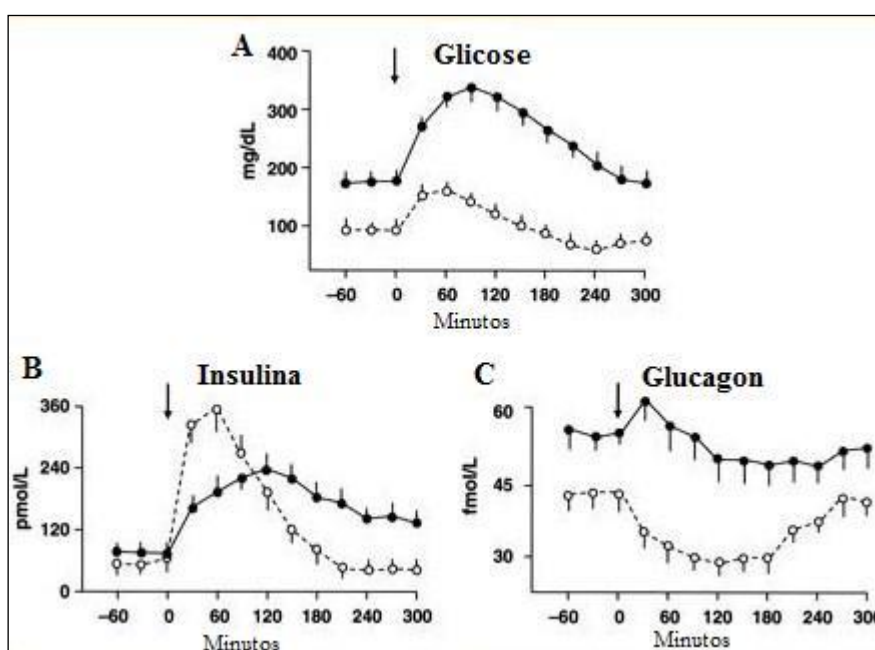 A
Glicose
400
300
200
100
mg/dL
–60 0 60 120 180 240 300
Minutos
B
Insulina
360
240
120
0
pmol/L
-60 0 60 120 180 240 300
Minutos
C
Glucagon
60
45
30
fmol/L
-60 0 60 120 180 240 300
Minutos